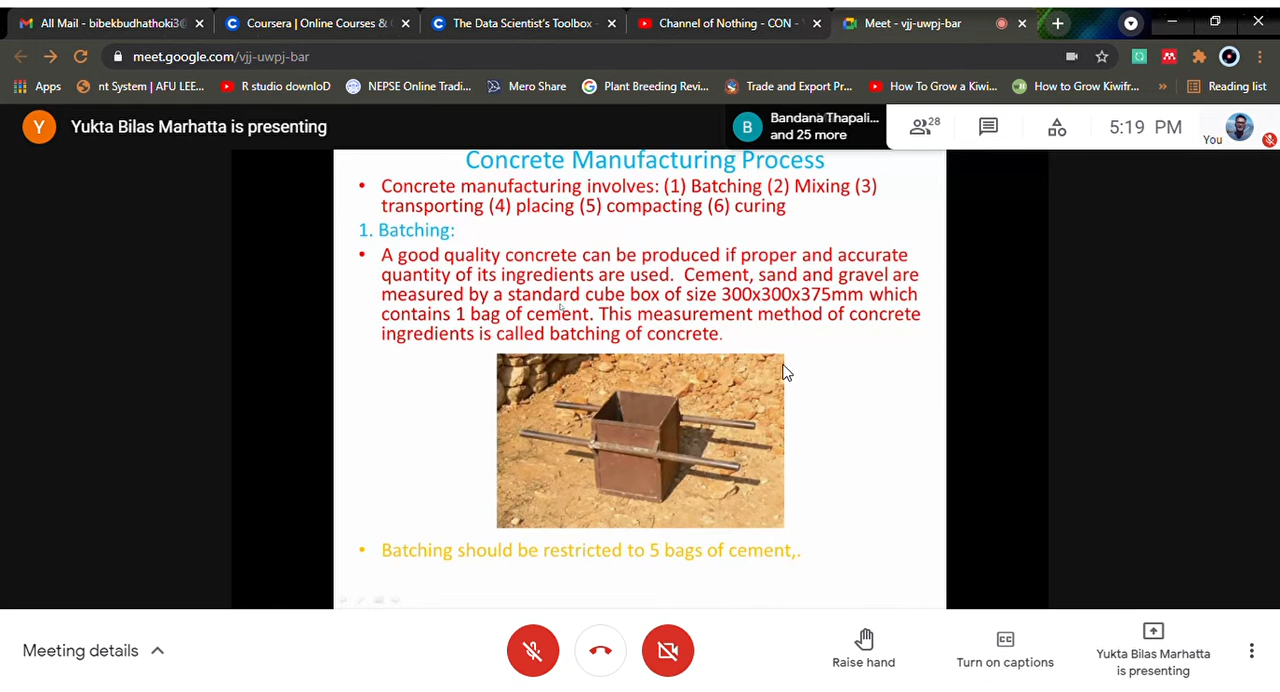 All Mail - bibekbudhathoki3@
Coursera | Online Courses &
The Data Scientist's Toolbox -
Channel of Nothing - CON -
Meet - vjj-uwpj-bar
meet.google.com/vjj-uwpj-bar
Apps
nt System | AFU LEE...
R studio downloD
NEPSE Online Tradi...
Mero Share
Plant Breeding Revi...
Trade and Export Pr...
How To Grow a Kiwi...
How to Grow Kiwifr...
»
Reading list
Y
Yukta Bilas Marhatta is presenting
B
Bandana Thapali...
and 25 more
28
5:19 PM
You
Concrete Manufacturing Process
• Concrete manufacturing involves: (1) Batching (2) Mixing (3)
transporting (4) placing (5) compacting (6) curing
1. Batching:
• A good quality concrete can be produced if proper and accurate
quantity of its ingredients are used. Cement, sand and gravel are
measured by a standard cube box of size 300x300x375mm which
contains 1 bag of cement. This measurement method of concrete
ingredients is called batching of concrete.
• Batching should be restricted to 5 bags of cement,.
Meeting details
Raise hand
CC
Turn on captions
Yukta Bilas Marhatta
is presenting